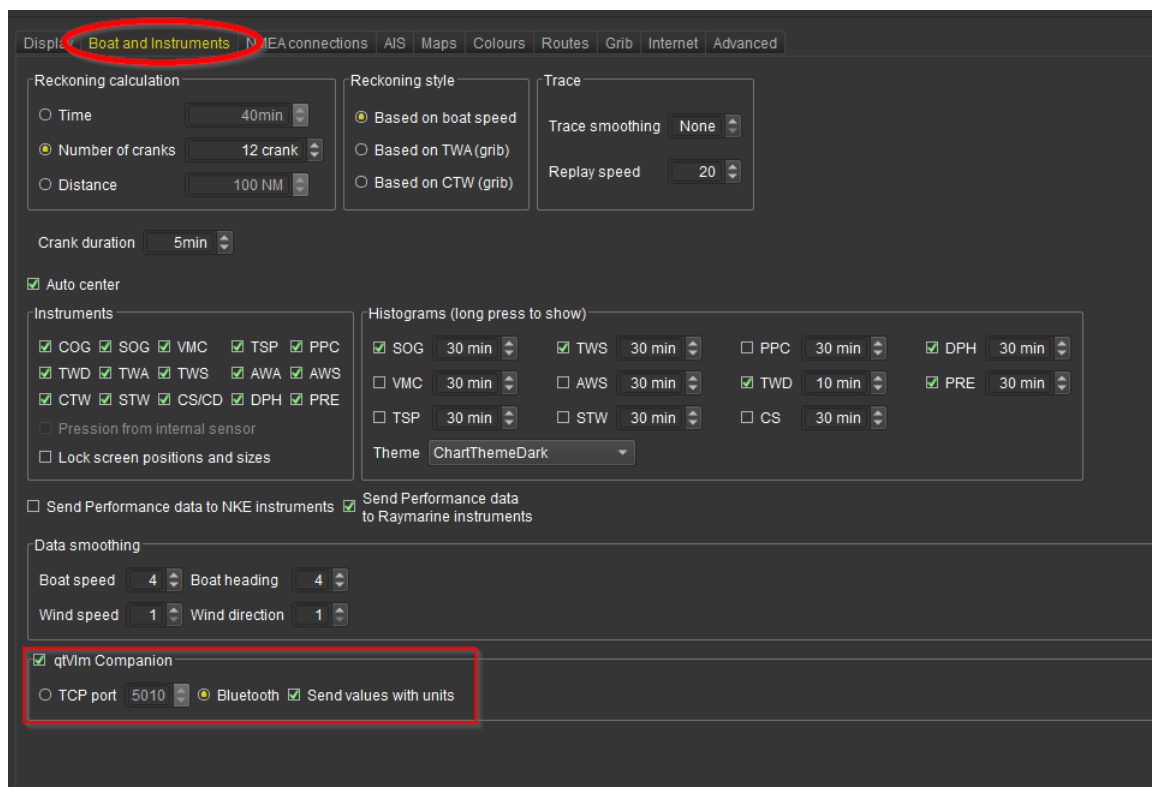 Display Boat and Instruments NMEA connections AIS Maps Colours Routes Grib Internet Advanced
Reckoning calculation Reckoning style Trace
Time 40min Based on boat speed Trace smoothing None
Number of cranks 12 crank Based on TWA (grib)
Distance 100 NM Based on CTW (grib) Replay speed 20
Crank duration 5min
Auto center
Instruments Histograms (long press to show)
COG SOG VMC TSP PPC SOG 30 min TWS 30 min PPC 30 min DPH 30 min
TWD TWA TWS AWA AWS VMC 30 min AWS 30 min TWD 10 min PRE 30 min
CTW STW CS/CD DPH PRE TSP 30 min STW 30 min CS 30 min
Pression from internal sensor
Lock screen positions and sizes Theme ChartThemeDark
Send Performance data to NKE instruments Send Performance data
to Raymarine instruments
Data smoothing
Boat speed 4 Boat heading 4
Wind speed 1 Wind direction 1
qtVlm Companion
TCP port 5010 Bluetooth Send values with units